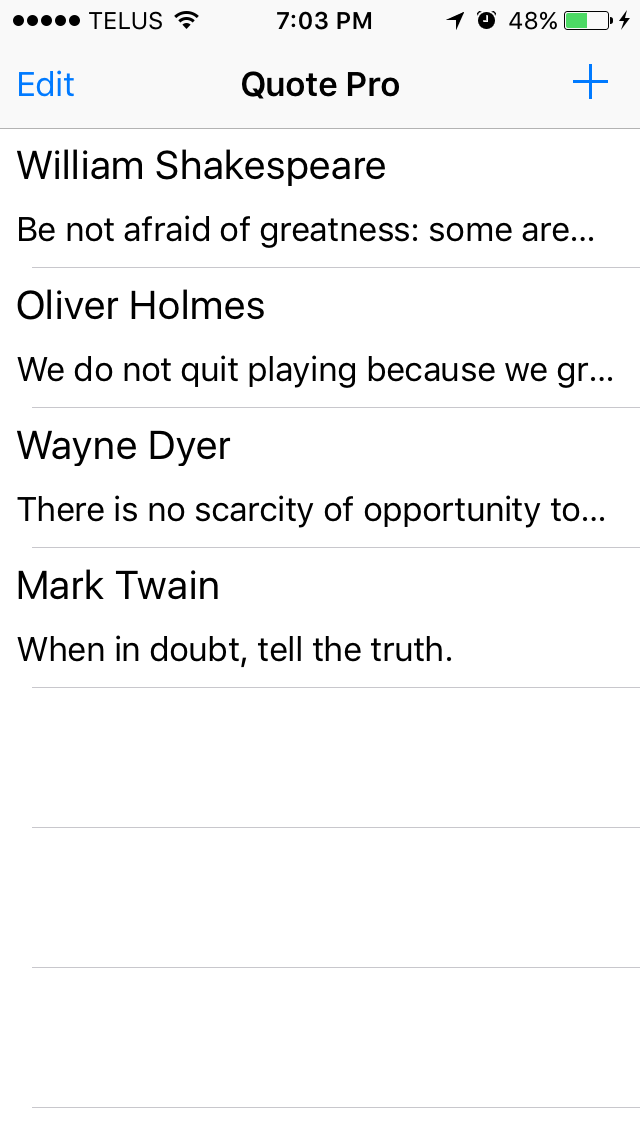 TELUS 7:03 PM 48%
Edit Quote Pro +
William Shakespeare
Be not afraid of greatness: some are...
Oliver Holmes
We do not quit playing because we gr...
Wayne Dyer
There is no scarcity of opportunity to...
Mark Twain
When in doubt, tell the truth.